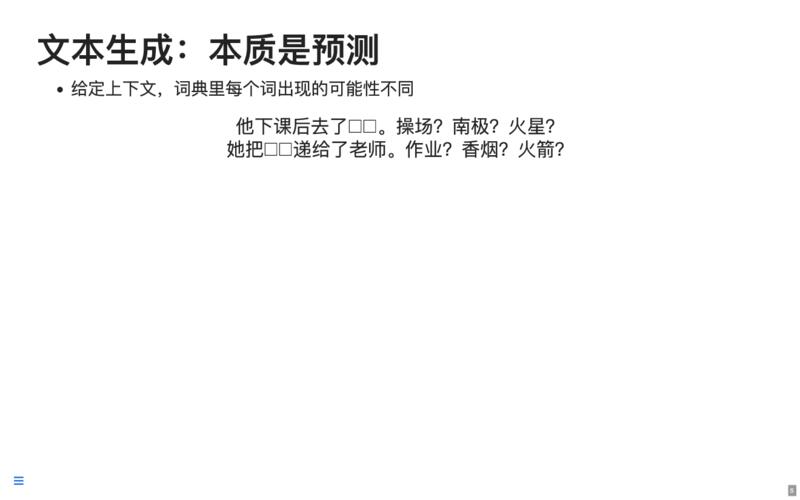 文本生成：本质是预测
• 给定上下文，词典里每个词出现的可能性不同
他下课后去了□□。操场？南极？火星？
她把□□递给了老师。作业？香烟？火箭？